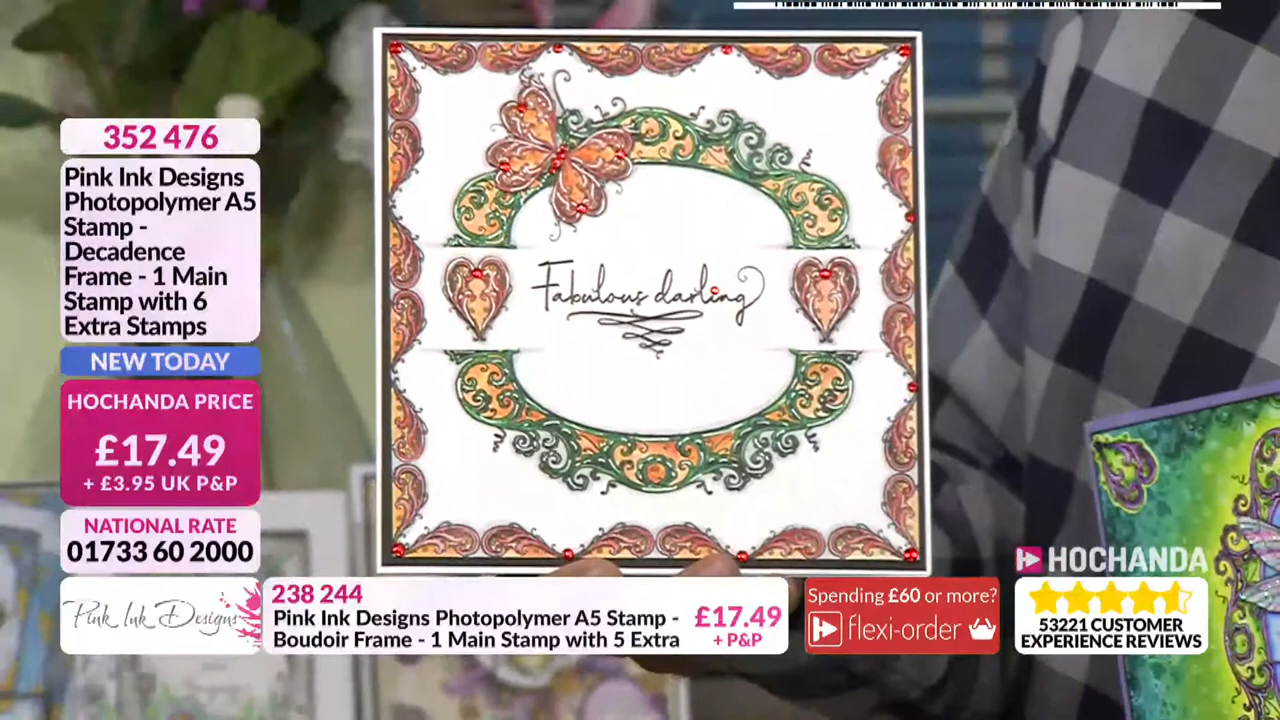 352 476
Pink Ink Designs
Photopolymer A5
Stamp -
Decadence
Frame - 1 Main
Stamp with 6
Extra Stamps
NEW TODAY
HOCHANDA PRICE
£17.49
+ £3.95 UK P&P
NATIONAL RATE
01733 60 2000
Fabulous darling
Pink Ink Designs
238 244
Pink Ink Designs Photopolymer A5 Stamp -
Boudoir Frame - 1 Main Stamp with 5 Extra
£17.49
+ P&P
Spending £60 or more?
flexi-order
HOCHANDA
53221 CUSTOMER
EXPERIENCE REVIEWS